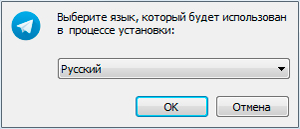 Выберите язык, который будет использован
в процессе установки:
Русский
OK
Отмена